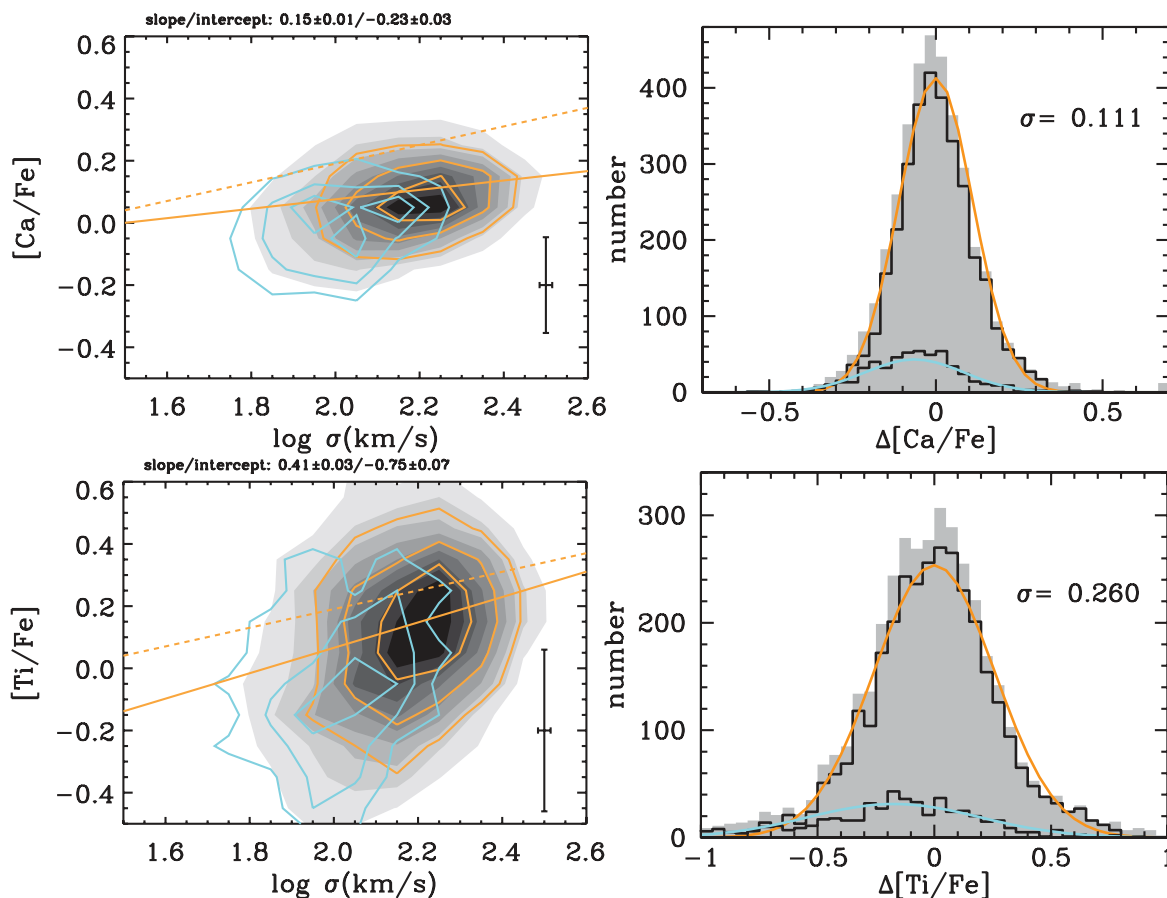 slope/intercept: 0.15±0.01/−0.23±0.03
0.6
0.4
0.2
0.0
−0.2
−0.4
[Ca/Fe]
1.6 1.8 2.0 2.2 2.4 2.6
log σ(km/s)
400
300
200
100
0
number
σ= 0.111
−0.5 0 0.5
Δ[Ca/Fe]
slope/intercept: 0.41±0.03/−0.75±0.07
0.6
0.4
0.2
0.0
−0.2
−0.4
[Ti/Fe]
1.6 1.8 2.0 2.2 2.4 2.6
log σ(km/s)
300
200
100
0
number
σ= 0.260
−1 −0.5 0 0.5 1
Δ[Ti/Fe]